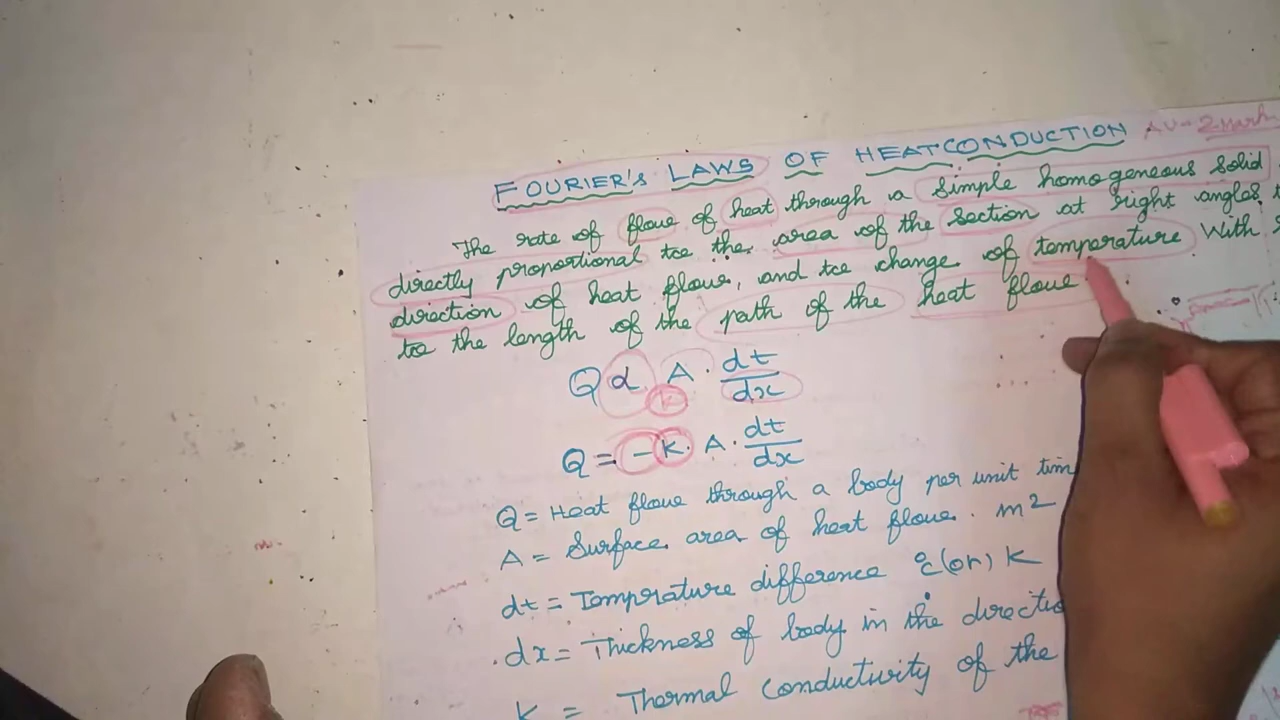 FOURIER'S LAWS OF HEATCONDUCTION AU-2 Mark
The rate of flow of heat through a simple homogeneous solid
directly proportional to the area of the section at right angles
direction of heat flow, and to change of temperature With
to the length of the path of the heat flow
Q α A . dt/dx
k
Q = - k . A . dt/dx
Q = Heat flow through a body per unit tim
A = Surface area of heat flow. m²
dt = Temprature difference °c (or) K
dx = Thickness of body in the directio
K = Thermal conductivity of the